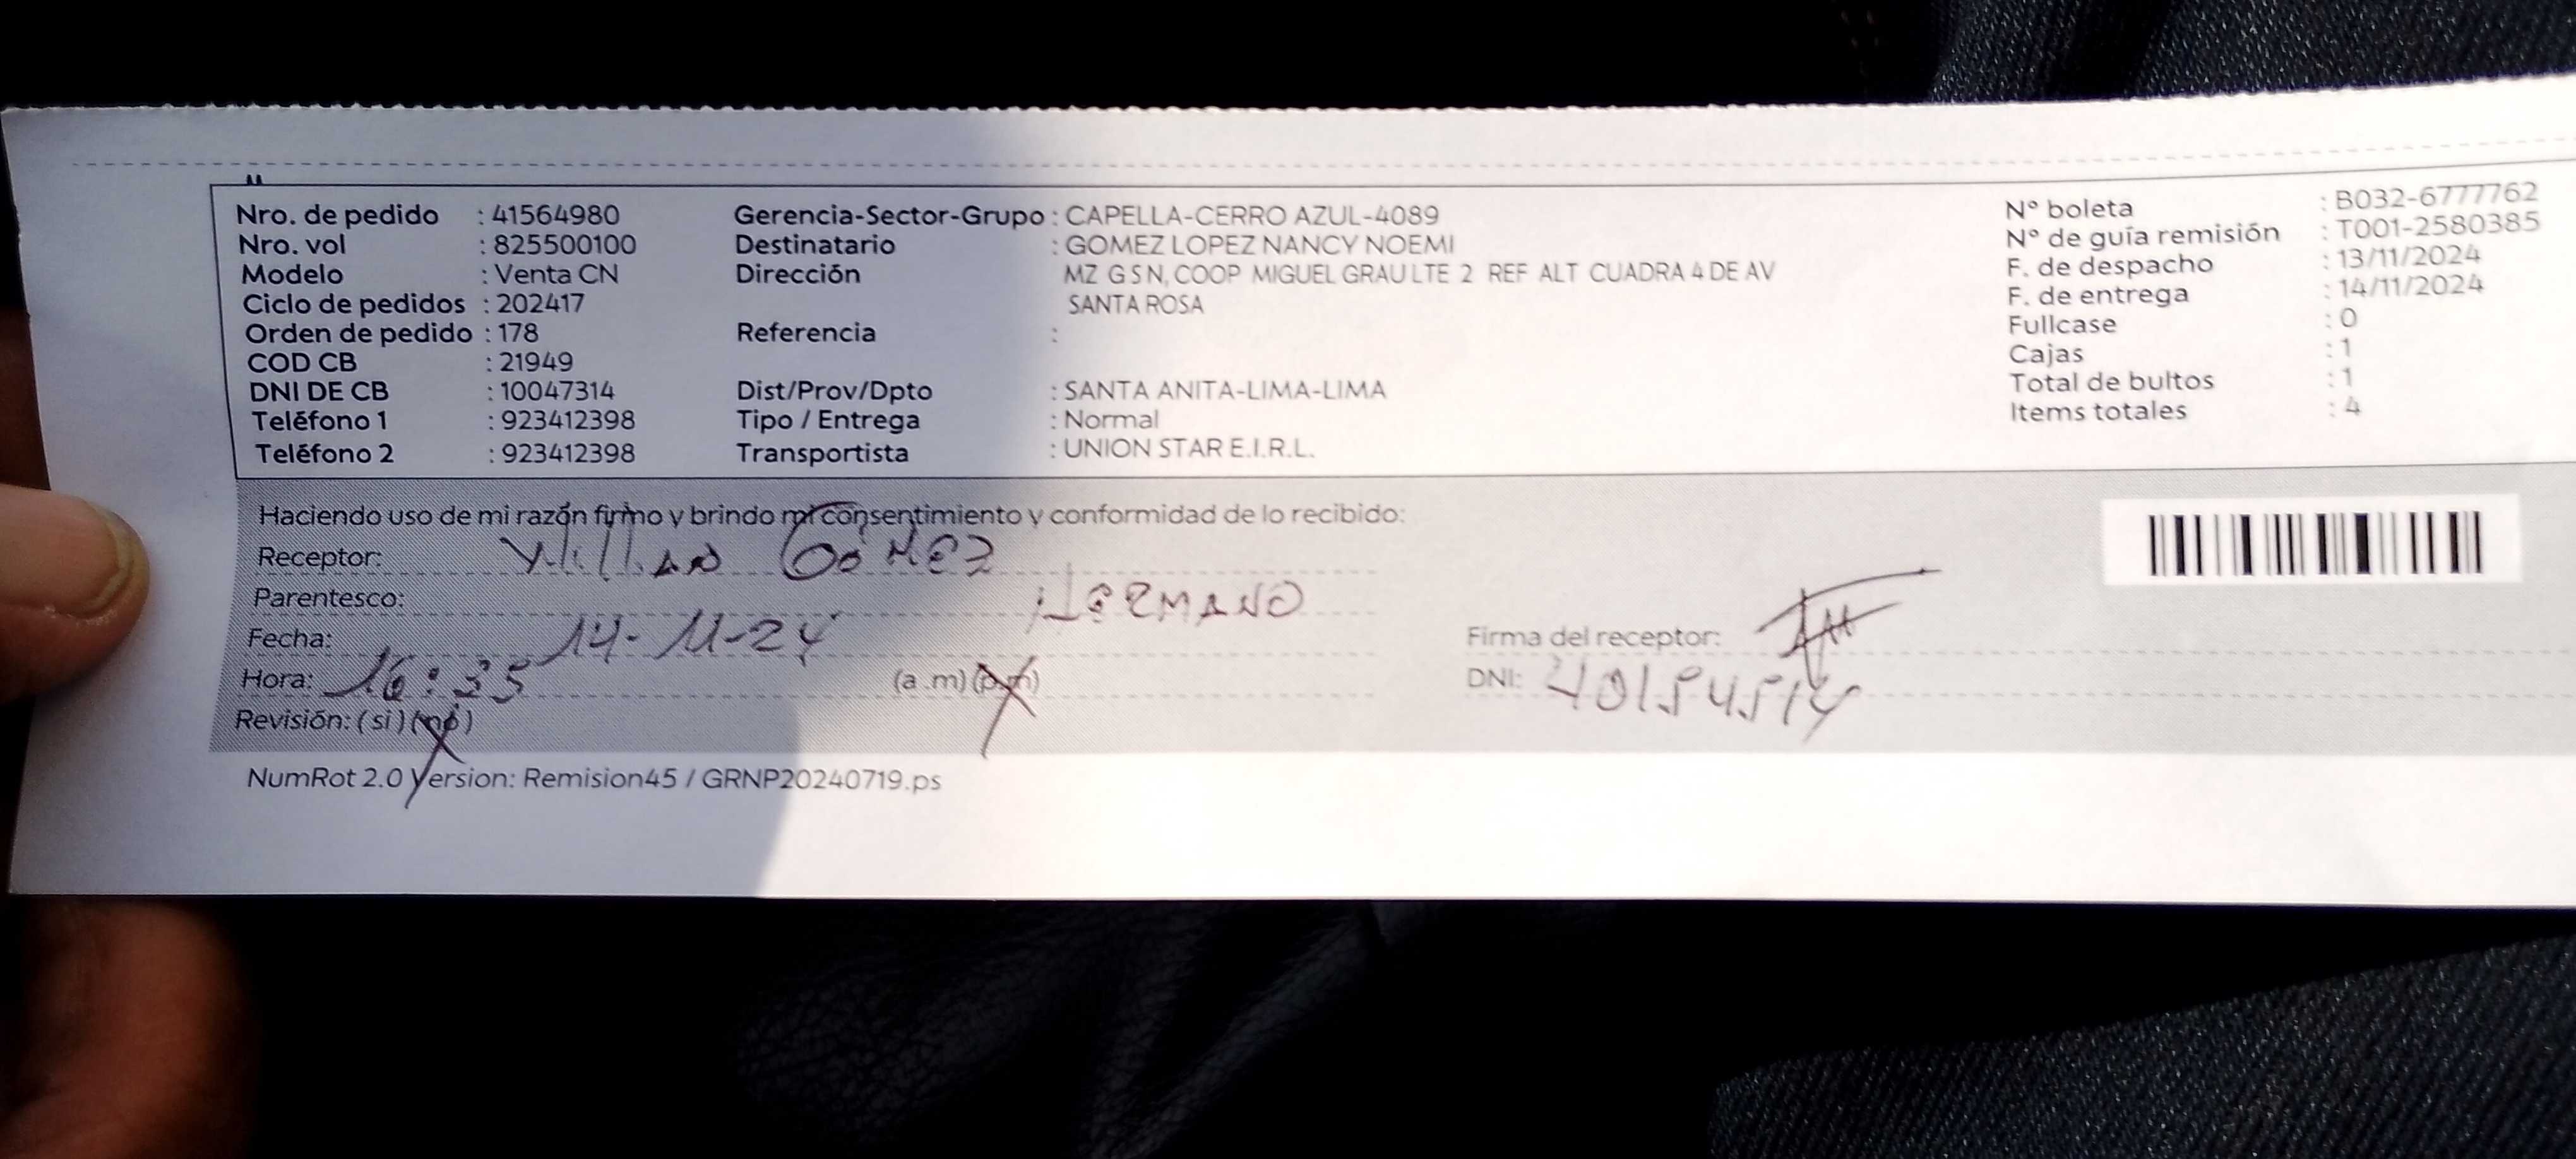 Nro. de pedido : 41564980
Nro. vol : 825500100
Modelo : Venta CN
Ciclo de pedidos : 202417
Orden de pedido : 178
COD CB : 21949
DNI DE CB : 10047314
Teléfono 1 : 923412398
Teléfono 2 : 923412398
Gerencia-Sector-Grupo : CAPELLA-CERRO AZUL-4089
Destinatario : GOMEZ LOPEZ NANCY NOEMI
Dirección MZ G S N, COOP MIGUEL GRAU LTE 2 REF ALT CUADRA 4 DE AV
SANTA ROSA
Referencia :
Dist/Prov/Dpto : SANTA ANITA-LIMA-LIMA
Tipo / Entrega : Normal
Transportista : UNION STAR E.I.R.L.
N° boleta : B032-6777762
N° de guía remisión : T001-2580385
F. de despacho : 13/11/2024
F. de entrega : 14/11/2024
Fullcase : 0
Cajas : 1
Total de bultos : 1
Items totales : 4
Haciendo uso de mi razón firmo y brindo mi consentimiento y conformidad de lo recibido:
Receptor: Willian GóMEZ
Parentesco: HERMANO
Fecha: 14-11-24
Hora: 16:35 (a .m) (p.m)
Revisión: ( si ) ( no )
Firma del receptor:
DNI: 40154514
NumRot 2.0 Version: Remision45 / GRNP20240719.ps